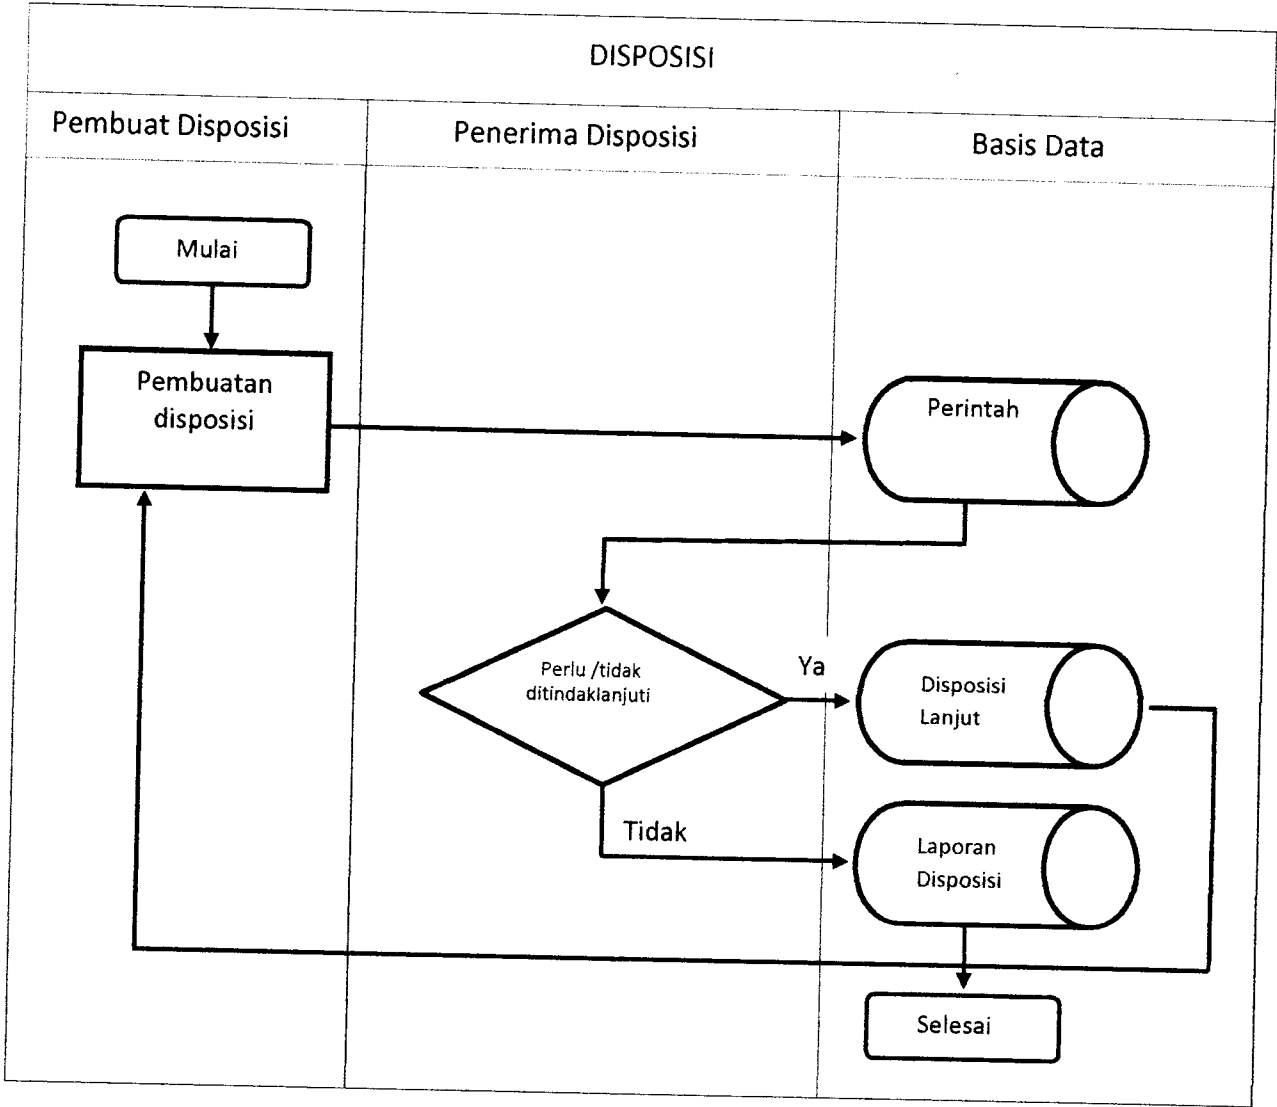 DISPOSISI
Pembuat Disposisi
Penerima Disposisi
Basis Data
Mulai
Pembuatan
disposisi
Perintah
Perlu /tidak
ditindaklanjuti
Ya
Disposisi
Lanjut
Tidak
Laporan
Disposisi
Selesai